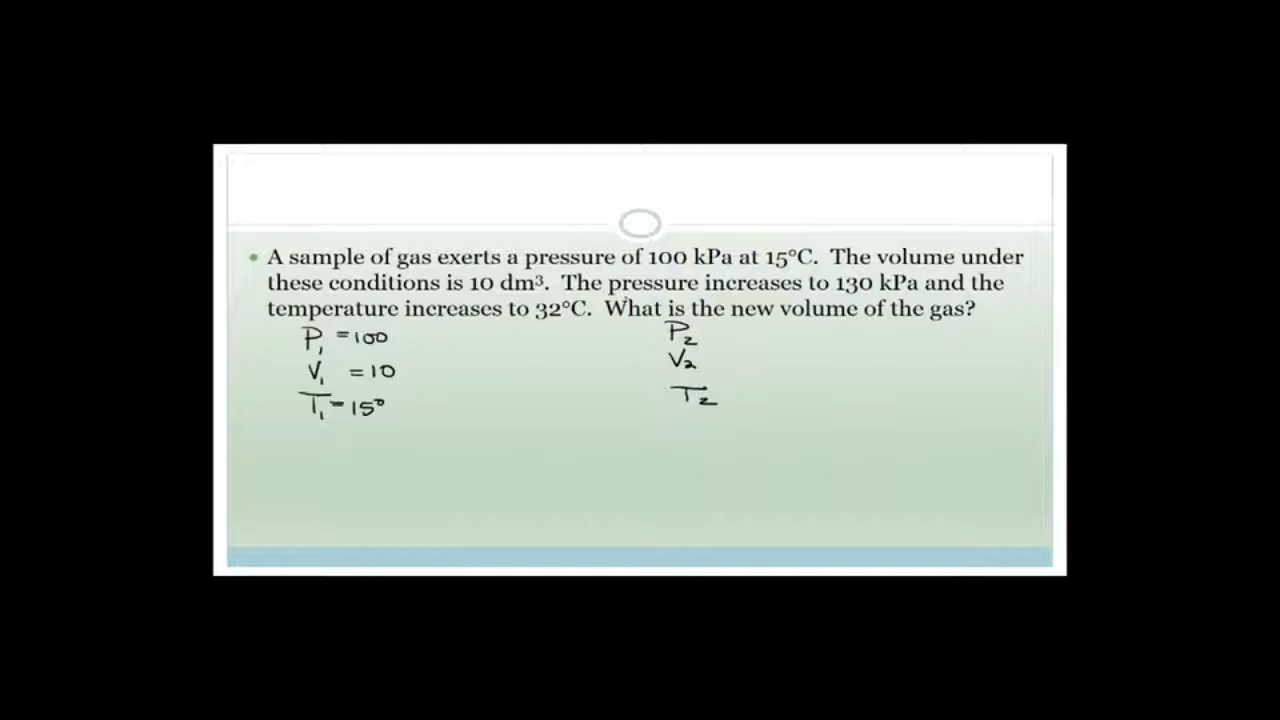 • A sample of gas exerts a pressure of 100 kPa at 15°C. The volume under
these conditions is 10 dm³. The pressure increases to 130 kPa and the
temperature increases to 32°C. What is the new volume of the gas?
P₁ = 100
P₂
V₁ = 10
V₂
T₁ = 15°
T₂